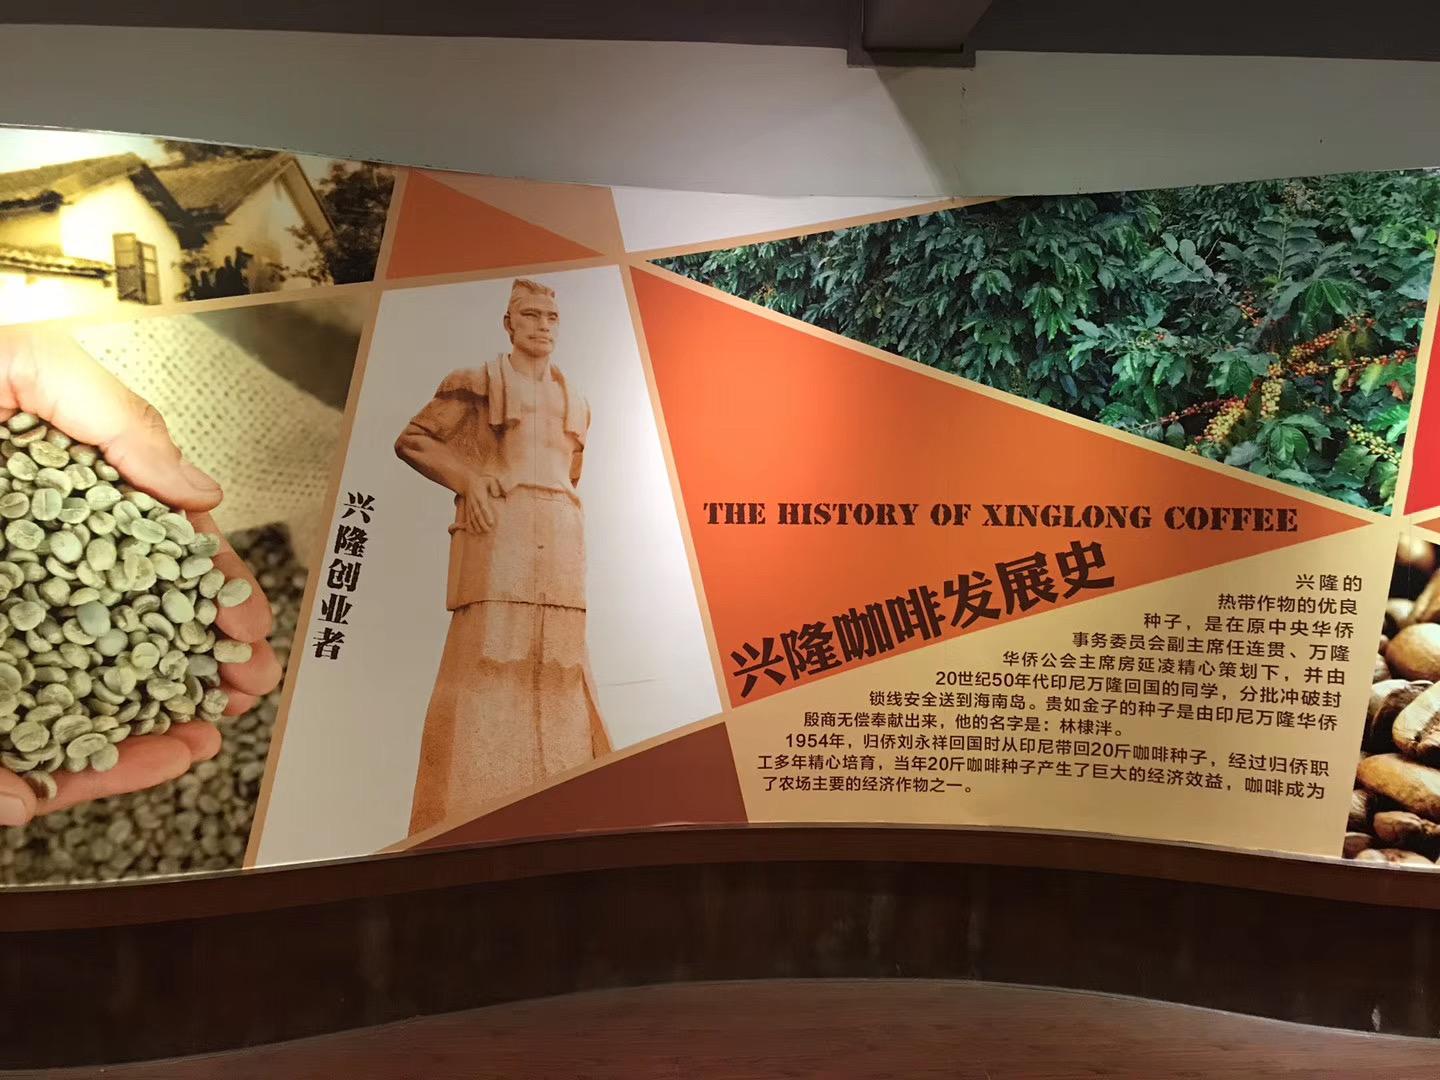 兴隆创业者
THE HISTORY OF XINGLONG COFFEE
兴隆咖啡发展史
兴隆的
热带作物的优良
种子，是在原中央华侨
事务委员会副主席任连贯、万隆
华侨公会主席房延凌精心策划下，并由
20世纪50年代印尼万隆回国的同学，分批冲破封
锁线安全送到海南岛。贵如金子的种子是由印尼万隆华侨
殷商无偿奉献出来，他的名字是：林棣泮。
1954年，归侨刘永祥回国时从印尼带回20斤咖啡种子，经过归侨职
工多年精心培育，当年20斤咖啡种子产生了巨大的经济效益，咖啡成为
了农场主要的经济作物之一。